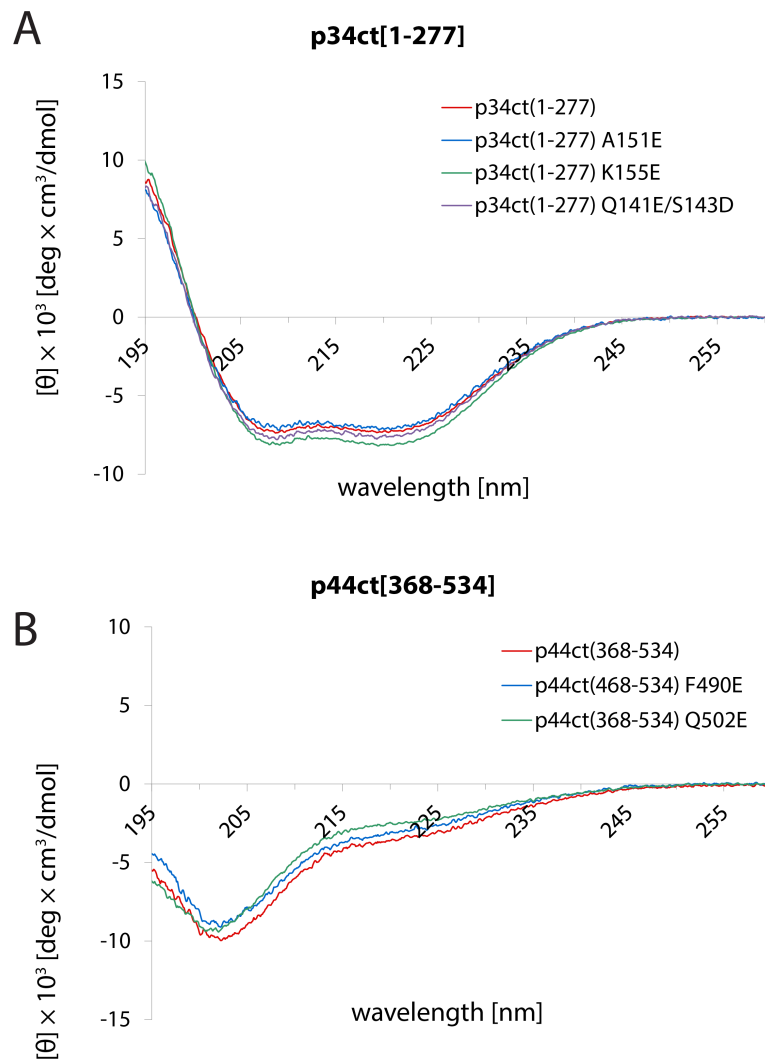 A
p34ct[1-277]
[θ] × 10³ [deg × cm³/dmol]
15
10
5
0
-5
-10
195
205
215
225
235
245
255
p34ct(1-277)
p34ct(1-277) A151E
p34ct(1-277) K155E
p34ct(1-277) Q141E/S143D
wavelength [nm]
p44ct[368-534]
B
[θ] × 10³ [deg × cm³/dmol]
10
5
0
-5
-10
-15
195
205
215
225
235
245
255
p44ct(368-534)
p44ct(468-534) F490E
p44ct(368-534) Q502E
wavelength [nm]